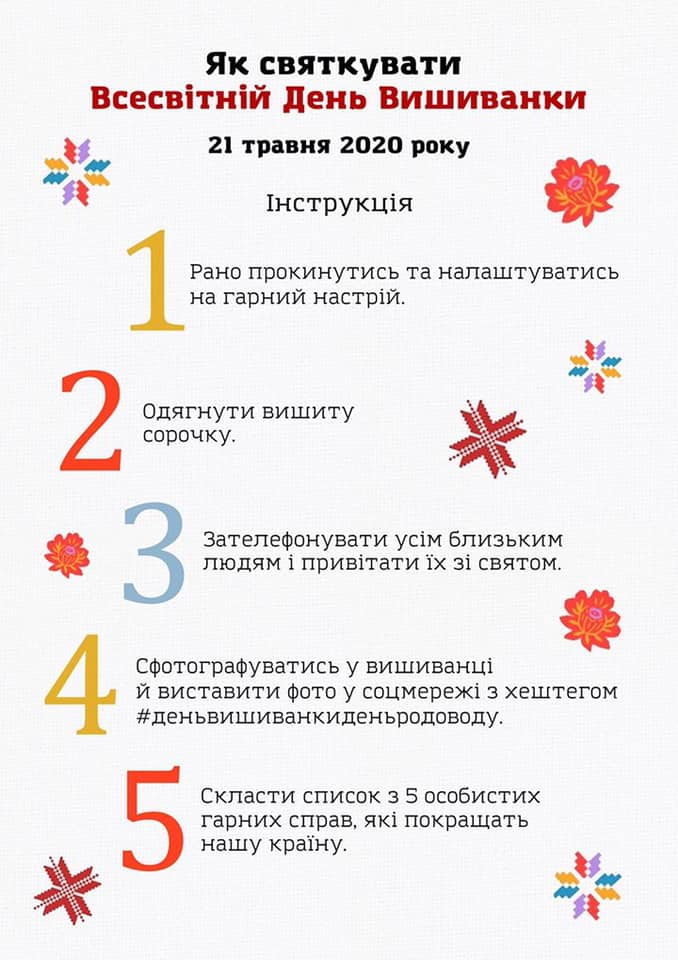 Як святкувати
Всесвітній День Вишиванки
21 травня 2020 року
Інструкція
1
Рано прокинутись та налаштуватись
на гарний настрій.
2
Одягнути вишиту
сорочку.
3
Зателефонувати усім близьким
людям і привітати їх зі святом.
4
Сфотографуватись у вишиванці
й виставити фото у соцмережі з хештегом
#деньвишиванкиденьродоводу.
5
Скласти список з 5 особистих
гарних справ, які покращать
нашу країну.